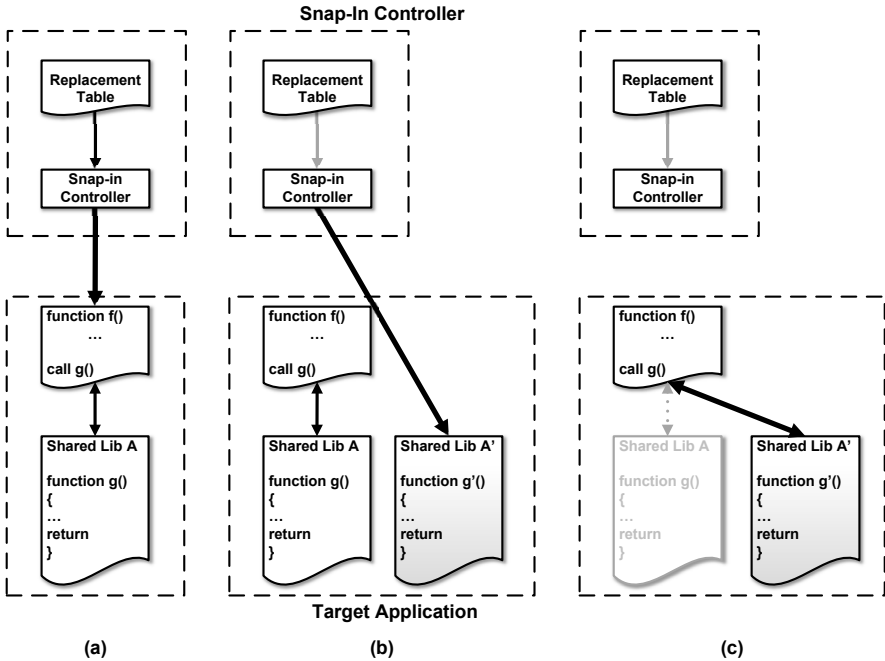 Snap-In Controller
Replacement
Table
Snap-in
Controller
function f()
…
call g()
Shared Lib A
function g()
{
…
return
}
(a)
Replacement
Table
Snap-in
Controller
function f()
…
call g()
Shared Lib A
function g()
{
…
return
}
Shared Lib A’
function g’()
{
…
return
}
Target Application
(b)
Replacement
Table
Snap-in
Controller
function f()
…
call g()
Shared Lib A
function g()
{
…
return
}
Shared Lib A’
function g’()
{
…
return
}
(c)